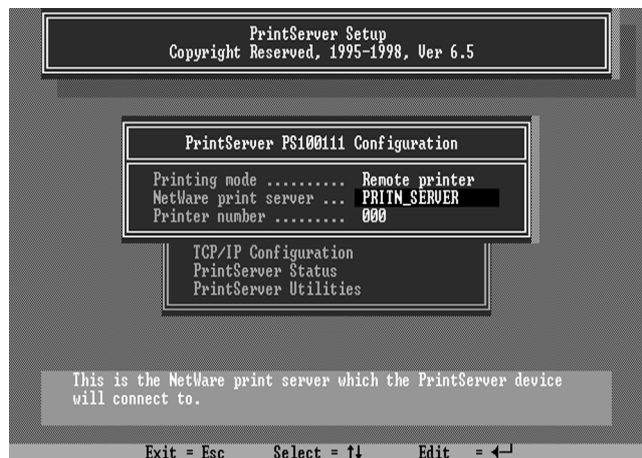 PrintServer Setup
Copyright Reserved, 1995-1998, Ver 6.5
PrintServer PS100111 Configuration
Printing mode .......... Remote printer
NetWare print server ... PRITN_SERVER
Printer number ......... 000
TCP/IP Configuration
PrintServer Status
PrintServer Utilities
This is the NetWare print server which the PrintServer device
will connect to.
Exit = Esc Select = ↑↓ Edit = ←┘